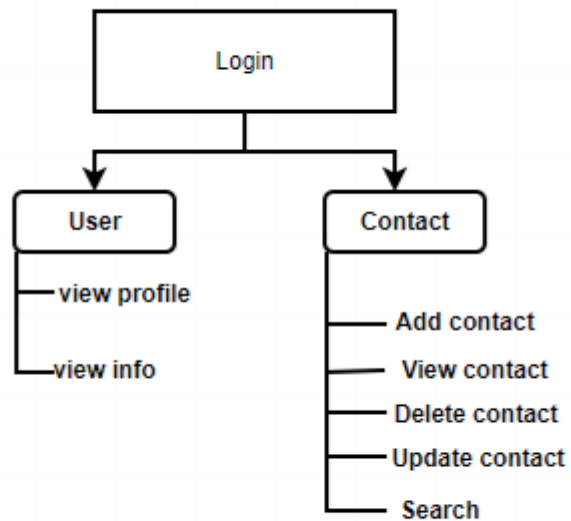 Login
User
Contact
view profile
view info
Add contact
View contact
Delete contact
Update contact
Search